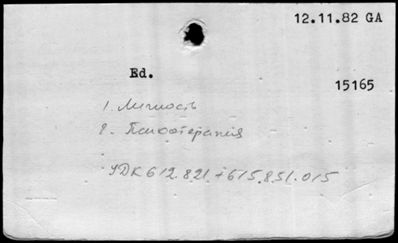 12.11.82 GA
Ed.
15165
1. Личность
2. Психотерапия
УДК 612.821.+615.851.015